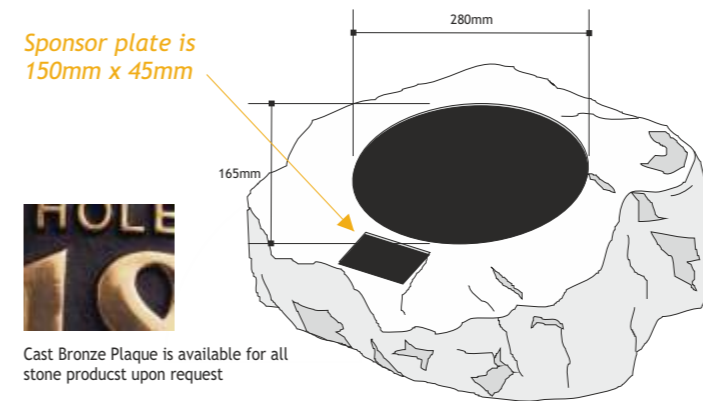 280mm
Sponsor plate is
150mm x 45mm
165mm
HOLE
19
Cast Bronze Plaque is available for all
stone producst upon request